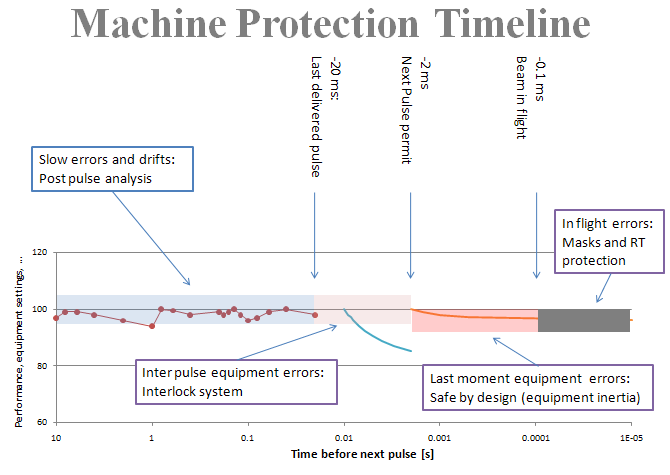 Machine Protection Timeline
-20 ms:
Last delivered pulse
-2 ms
Next Pulse permit
-0.1 ms
Beam in flight
Slow errors and drifts:
Post pulse analysis
In flight errors:
Masks and RT
protection
Inter pulse equipment errors:
Interlock system
Last moment equipment errors:
Safe by design (equipment inertia)
Performance, equipment settings, ...
120
100
80
60
10
1
0.1
0.01
0.001
0.0001
1E-05
Time before next pulse [s]